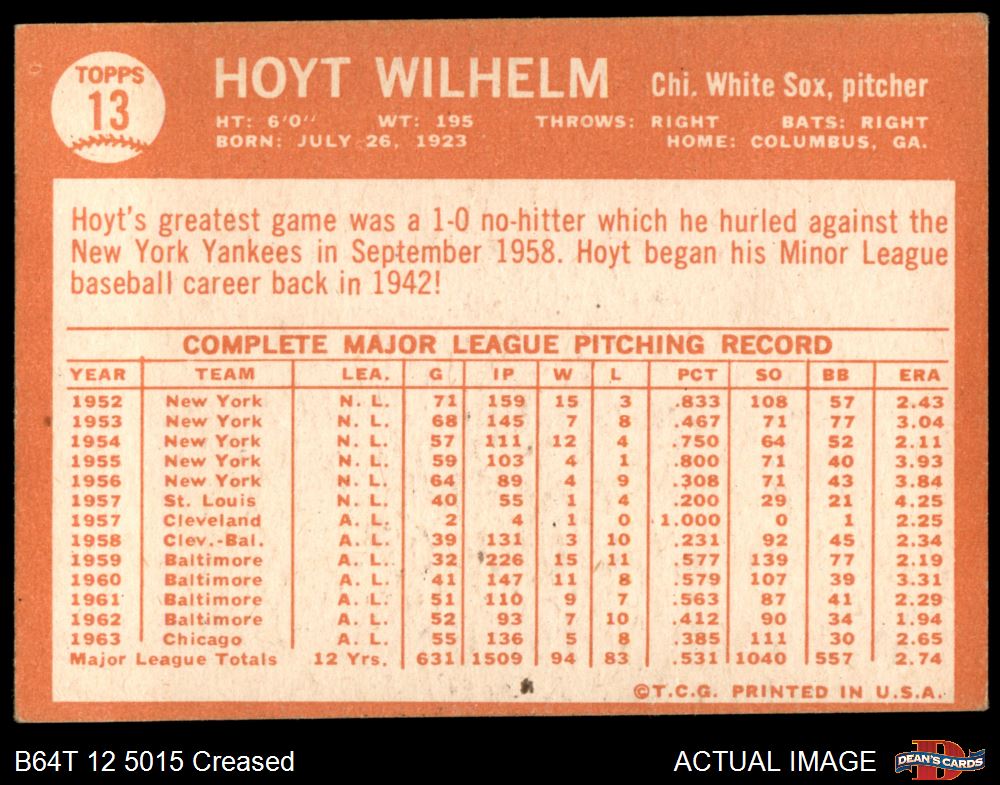 TOPPS
13
HOYT WILHELM Chi. White Sox, pitcher
HT: 6'0" WT: 195 THROWS: RIGHT BATS: RIGHT
BORN: JULY 26, 1923 HOME: COLUMBUS, GA.
Hoyt's greatest game was a 1-0 no-hitter which he hurled against the
New York Yankees in September 1958. Hoyt began his Minor League
baseball career back in 1942!
COMPLETE MAJOR LEAGUE PITCHING RECORD
YEAR TEAM LEA. G IP W L PCT SO BB ERA
1952 New York N. L. 71 159 15 3 .833 108 57 2.43
1953 New York N. L. 68 145 7 8 .467 71 77 3.04
1954 New York N. L. 57 111 12 4 .750 64 52 2.11
1955 New York N. L. 59 103 4 1 .800 71 40 3.93
1956 New York N. L. 64 89 4 9 .308 71 43 3.84
1957 St. Louis N. L. 40 55 1 4 .200 29 21 4.25
1957 Cleveland A. L. 2 4 1 0 1.000 0 1 2.25
1958 Clev.-Bal. A. L. 39 131 3 10 .231 92 45 2.34
1959 Baltimore A. L. 32 226 15 11 .577 139 77 2.19
1960 Baltimore A. L. 41 147 11 8 .579 107 39 3.31
1961 Baltimore A. L. 51 110 9 7 .563 87 41 2.29
1962 Baltimore A. L. 52 93 7 10 .412 90 34 1.94
1963 Chicago A. L. 55 136 5 8 .385 111 30 2.65
Major League Totals 12 Yrs. 631 1509 94 83 .531 1040 557 2.74
©T.C.G. PRINTED IN U.S.A.
B64T 12 5015 Creased ACTUAL IMAGE
D
DEAN'S CARDS